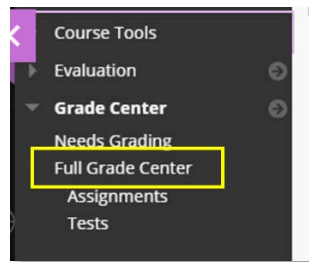 Course Tools
Evaluation
Grade Center
Needs Grading
Full Grade Center
Assignments
Tests